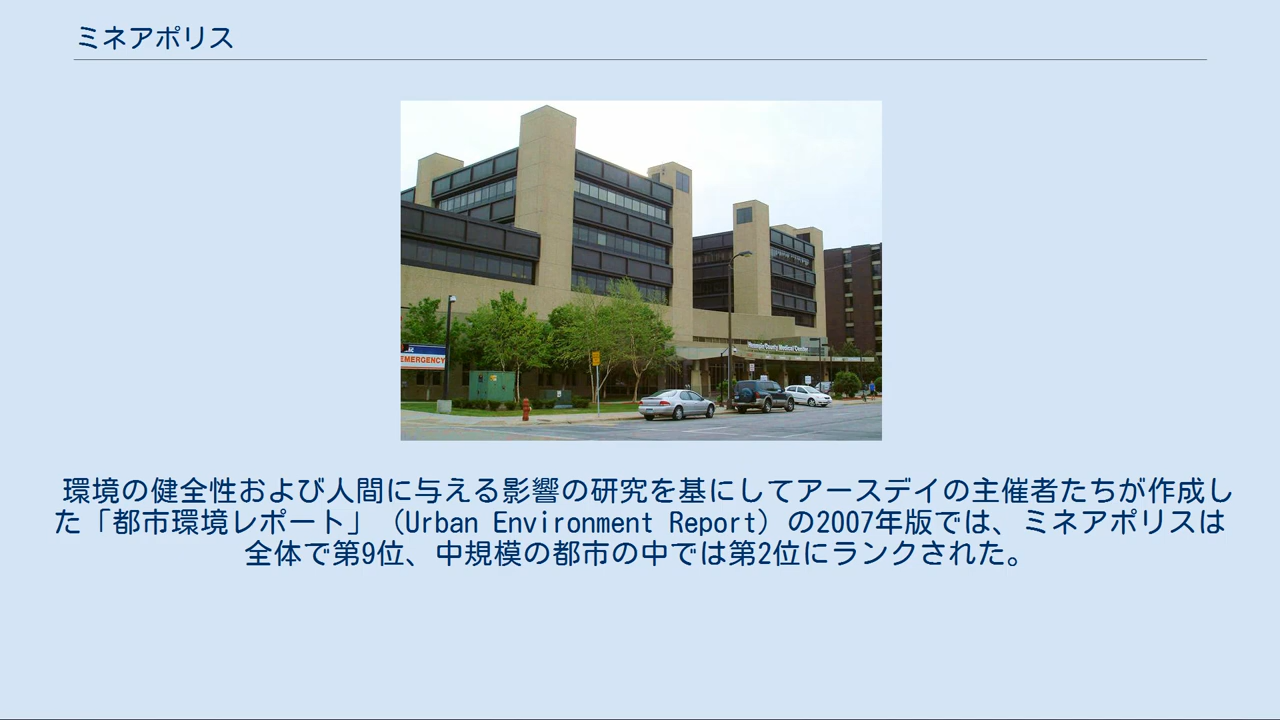 ミネアポリス
EMERGENCY
Hennepin County Medical Center
環境の健全性および人間に与える影響の研究を基にしてアースデイの主催者たちが作成し
た「都市環境レポート」（Urban Environment Report）の2007年版では、ミネアポリスは
全体で第9位、中規模の都市の中では第2位にランクされた。